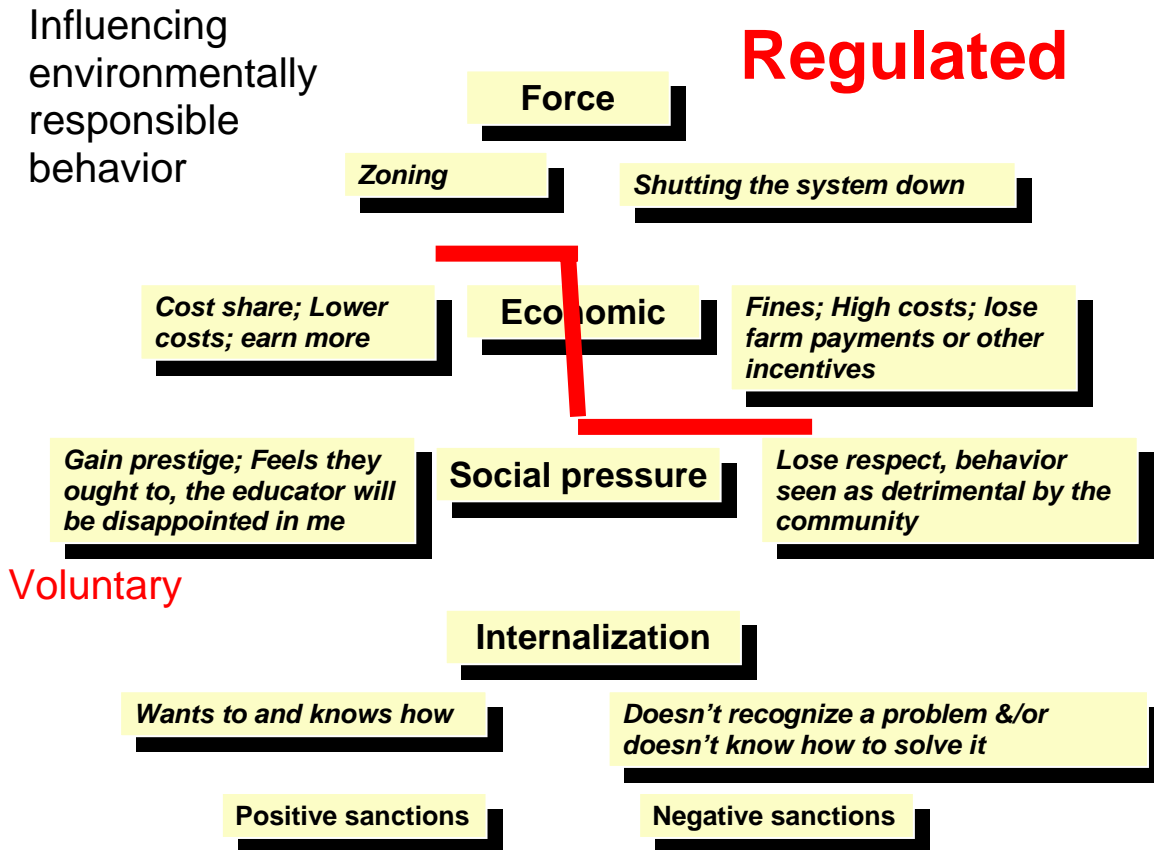 Influencing
environmentally
responsible
behavior
Regulated
Force
Zoning
Shutting the system down
Cost share; Lower
costs; earn more
Economic
Fines; High costs; lose
farm payments or other
incentives
Gain prestige; Feels they
ought to, the educator will
be disappointed in me
Social pressure
Lose respect, behavior
seen as detrimental by the
community
Voluntary
Internalization
Wants to and knows how
Doesn’t recognize a problem &/or
doesn’t know how to solve it
Positive sanctions
Negative sanctions